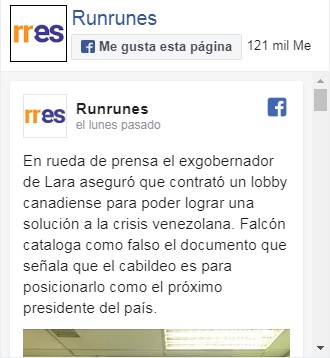 rres
Runrunes
Me gusta esta página
121 mil Me
rres
Runrunes
el lunes pasado
En rueda de prensa el exgobernador
de Lara aseguró que contrató un lobby
canadiense para poder lograr una
solución a la crisis venezolana. Falcón
cataloga como falso el documento que
señala que el cabildeo es para
posicionarlo como el próximo
presidente del país.